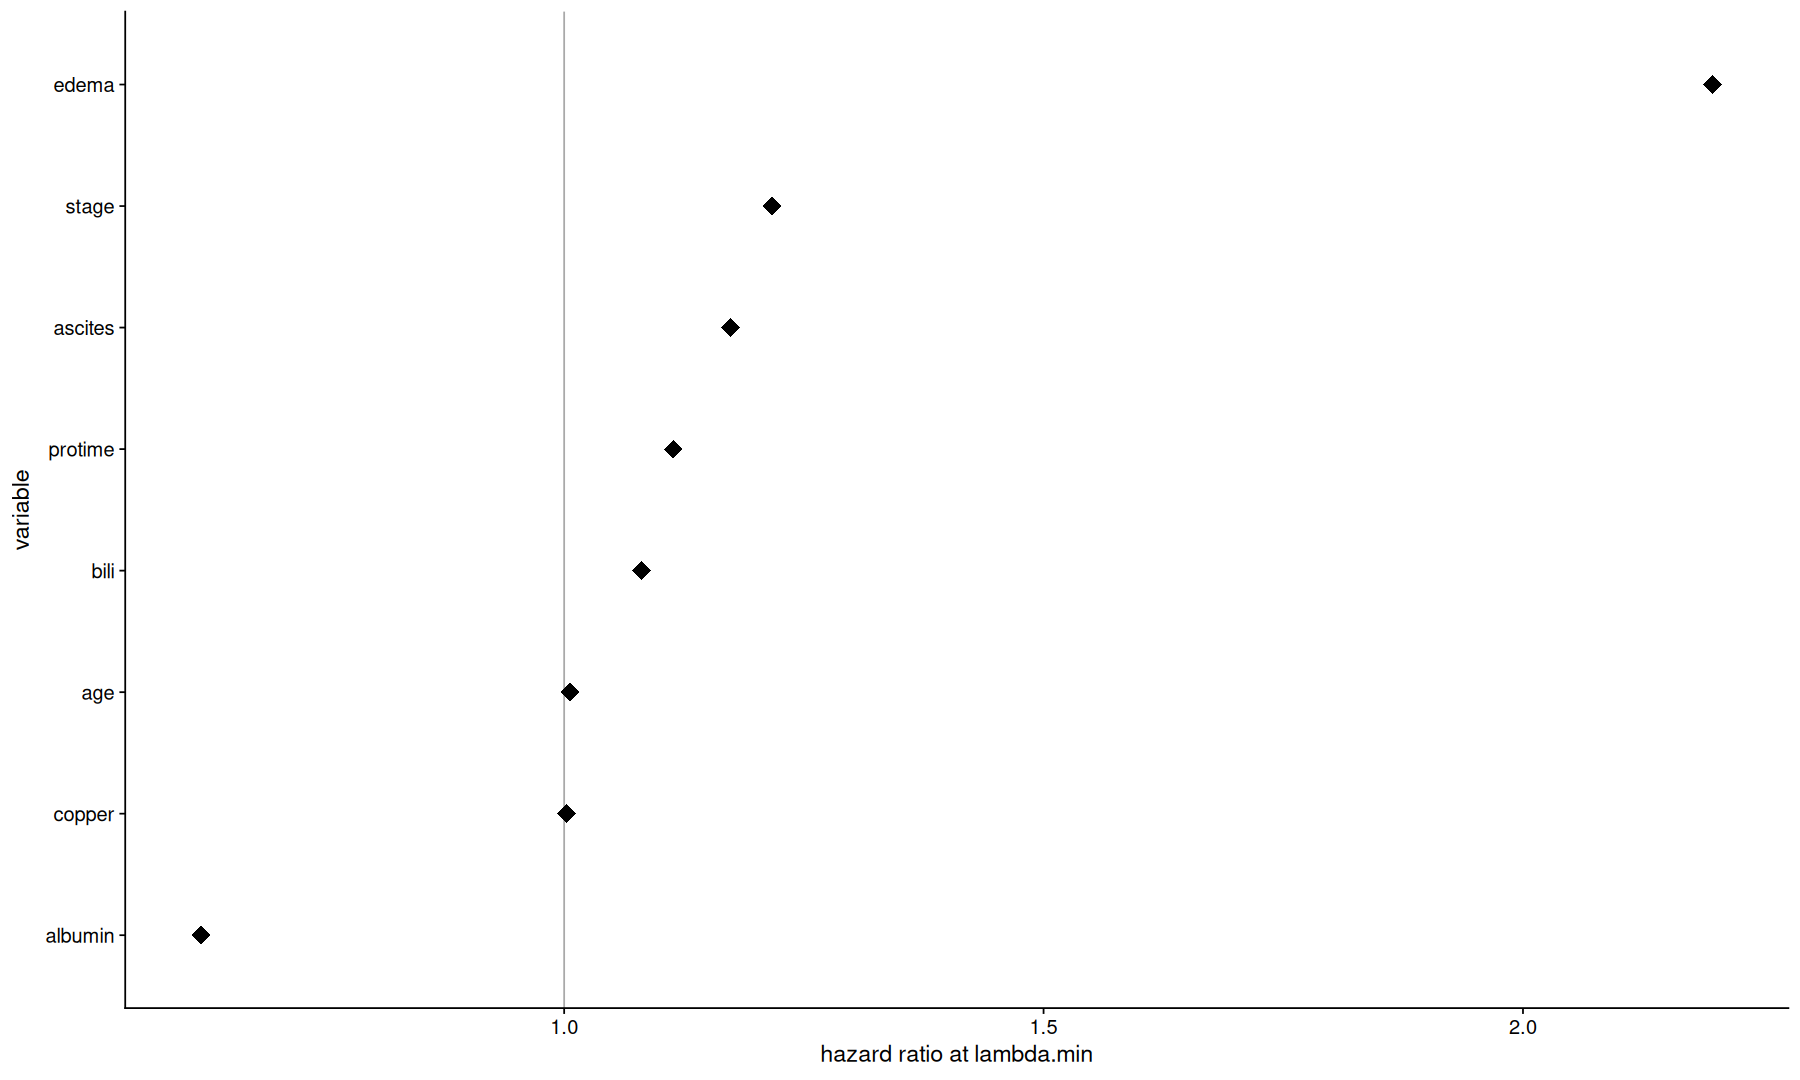 edema
stage
ascites
protime
bili
age
copper
albumin
variable
1.0 1.5 2.0
hazard ratio at lambda.min